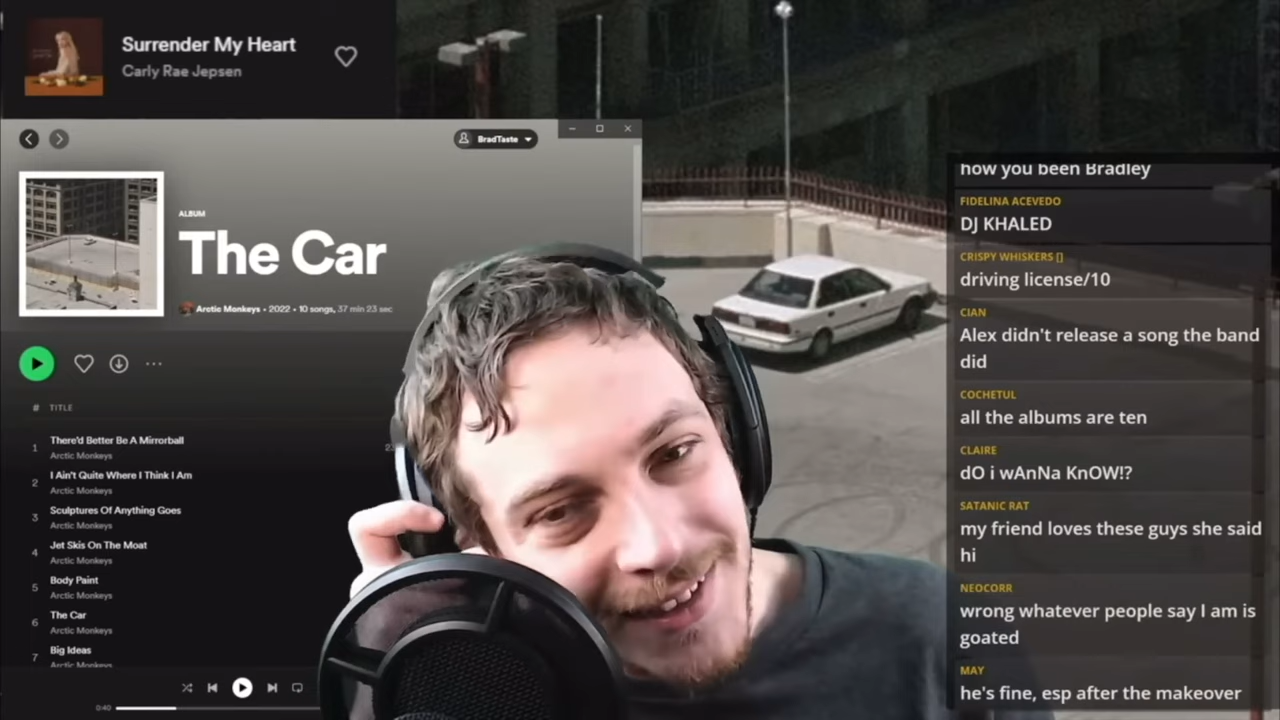 Surrender My Heart
Carly Rae Jepsen
BradTaste
ALBUM
The Car
Arctic Monkeys • 2022 • 10 songs, 37 min 23 sec
# TITLE
1 There'd Better Be A Mirrorball
Arctic Monkeys
2 I Ain't Quite Where I Think I Am
Arctic Monkeys
3 Sculptures Of Anything Goes
Arctic Monkeys
4 Jet Skis On The Moat
Arctic Monkeys
5 Body Paint
Arctic Monkeys
6 The Car
Arctic Monkeys
7 Big Ideas
Arctic Monkeys
0:40
how you been Bradley
FIDELINA ACEVEDO
DJ KHALED
CRISPY WHISKERS []
driving license/10
CIAN
Alex didn't release a song the band
did
COCHETUL
all the albums are ten
CLAIRE
dO i wAnNa KnOW!?
SATANIC RAT
my friend loves these guys she said
hi
NEOCORR
wrong whatever people say I am is
goated
MAY
he's fine, esp after the makeover